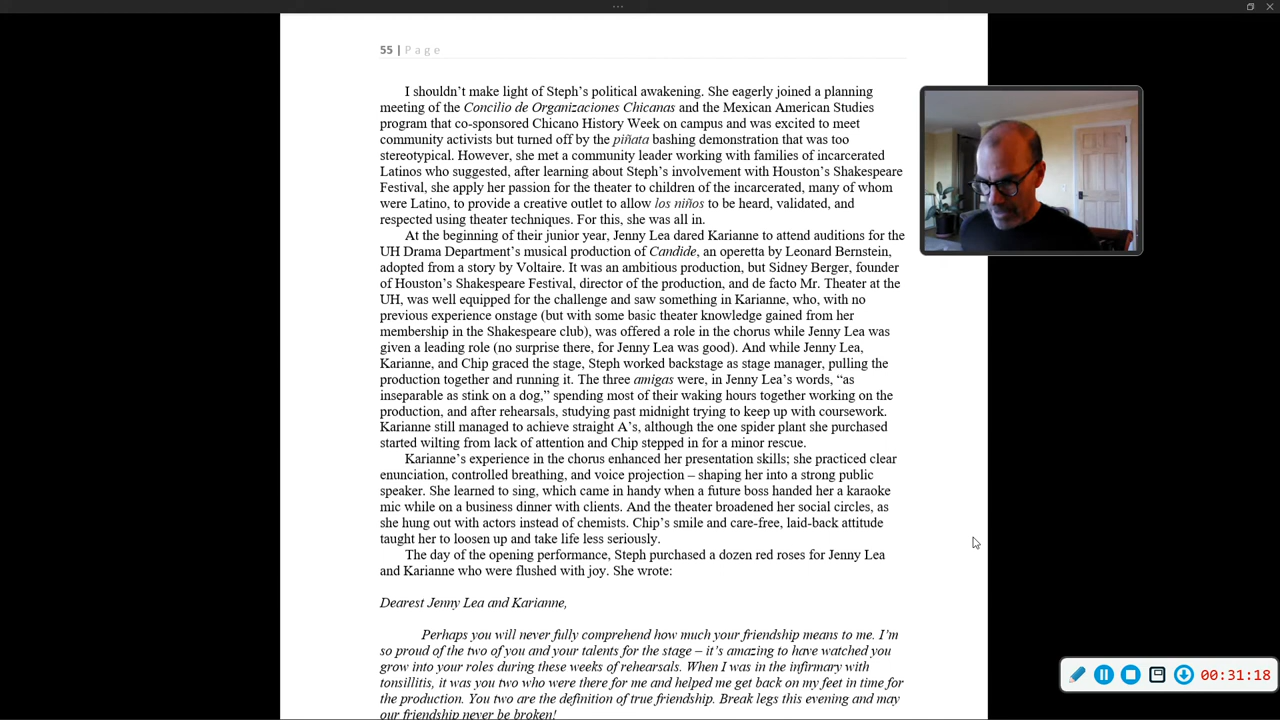 55 | Page
I shouldn’t make light of Steph’s political awakening. She eagerly joined a planning
meeting of the Concilio de Organizaciones Chicanas and the Mexican American Studies
program that co-sponsored Chicano History Week on campus and was excited to meet
community activists but turned off by the piñata bashing demonstration that was too
stereotypical. However, she met a community leader working with families of incarcerated
Latinos who suggested, after learning about Steph’s involvement with Houston’s Shakespeare
Festival, she apply her passion for the theater to children of the incarcerated, many of whom
were Latino, to provide a creative outlet to allow los niños to be heard, validated, and
respected using theater techniques. For this, she was all in.
At the beginning of their junior year, Jenny Lea dared Karianne to attend auditions for the
UH Drama Department’s musical production of Candide, an operetta by Leonard Bernstein,
adopted from a story by Voltaire. It was an ambitious production, but Sidney Berger, founder
of Houston’s Shakespeare Festival, director of the production, and de facto Mr. Theater at the
UH, was well equipped for the challenge and saw something in Karianne, who, with no
previous experience onstage (but with some basic theater knowledge gained from her
membership in the Shakespeare club), was offered a role in the chorus while Jenny Lea was
given a leading role (no surprise there, for Jenny Lea was good). And while Jenny Lea,
Karianne, and Chip graced the stage, Steph worked backstage as stage manager, pulling the
production together and running it. The three amigas were, in Jenny Lea’s words, “as
inseparable as stink on a dog,” spending most of their waking hours together working on the
production, and after rehearsals, studying past midnight trying to keep up with coursework.
Karianne still managed to achieve straight A’s, although the one spider plant she purchased
started wilting from lack of attention and Chip stepped in for a minor rescue.
Karianne’s experience in the chorus enhanced her presentation skills; she practiced clear
enunciation, controlled breathing, and voice projection – shaping her into a strong public
speaker. She learned to sing, which came in handy when a future boss handed her a karaoke
mic while on a business dinner with clients. And the theater broadened her social circles, as
she hung out with actors instead of chemists. Chip’s smile and care-free, laid-back attitude
taught her to loosen up and take life less seriously.
The day of the opening performance, Steph purchased a dozen red roses for Jenny Lea
and Karianne who were flushed with joy. She wrote:
Dearest Jenny Lea and Karianne,
Perhaps you will never fully comprehend how much your friendship means to me. I’m
so proud of the two of you and your talents for the stage – it’s amazing to have watched you
grow into your roles during these weeks of rehearsals. When I was in the infirmary with
tonsillitis, it was you two who were there for me and helped me get back on my feet in time for
the production. You two are the definition of true friendship. Break legs this evening and may
our friendship never be broken!
00:31:18